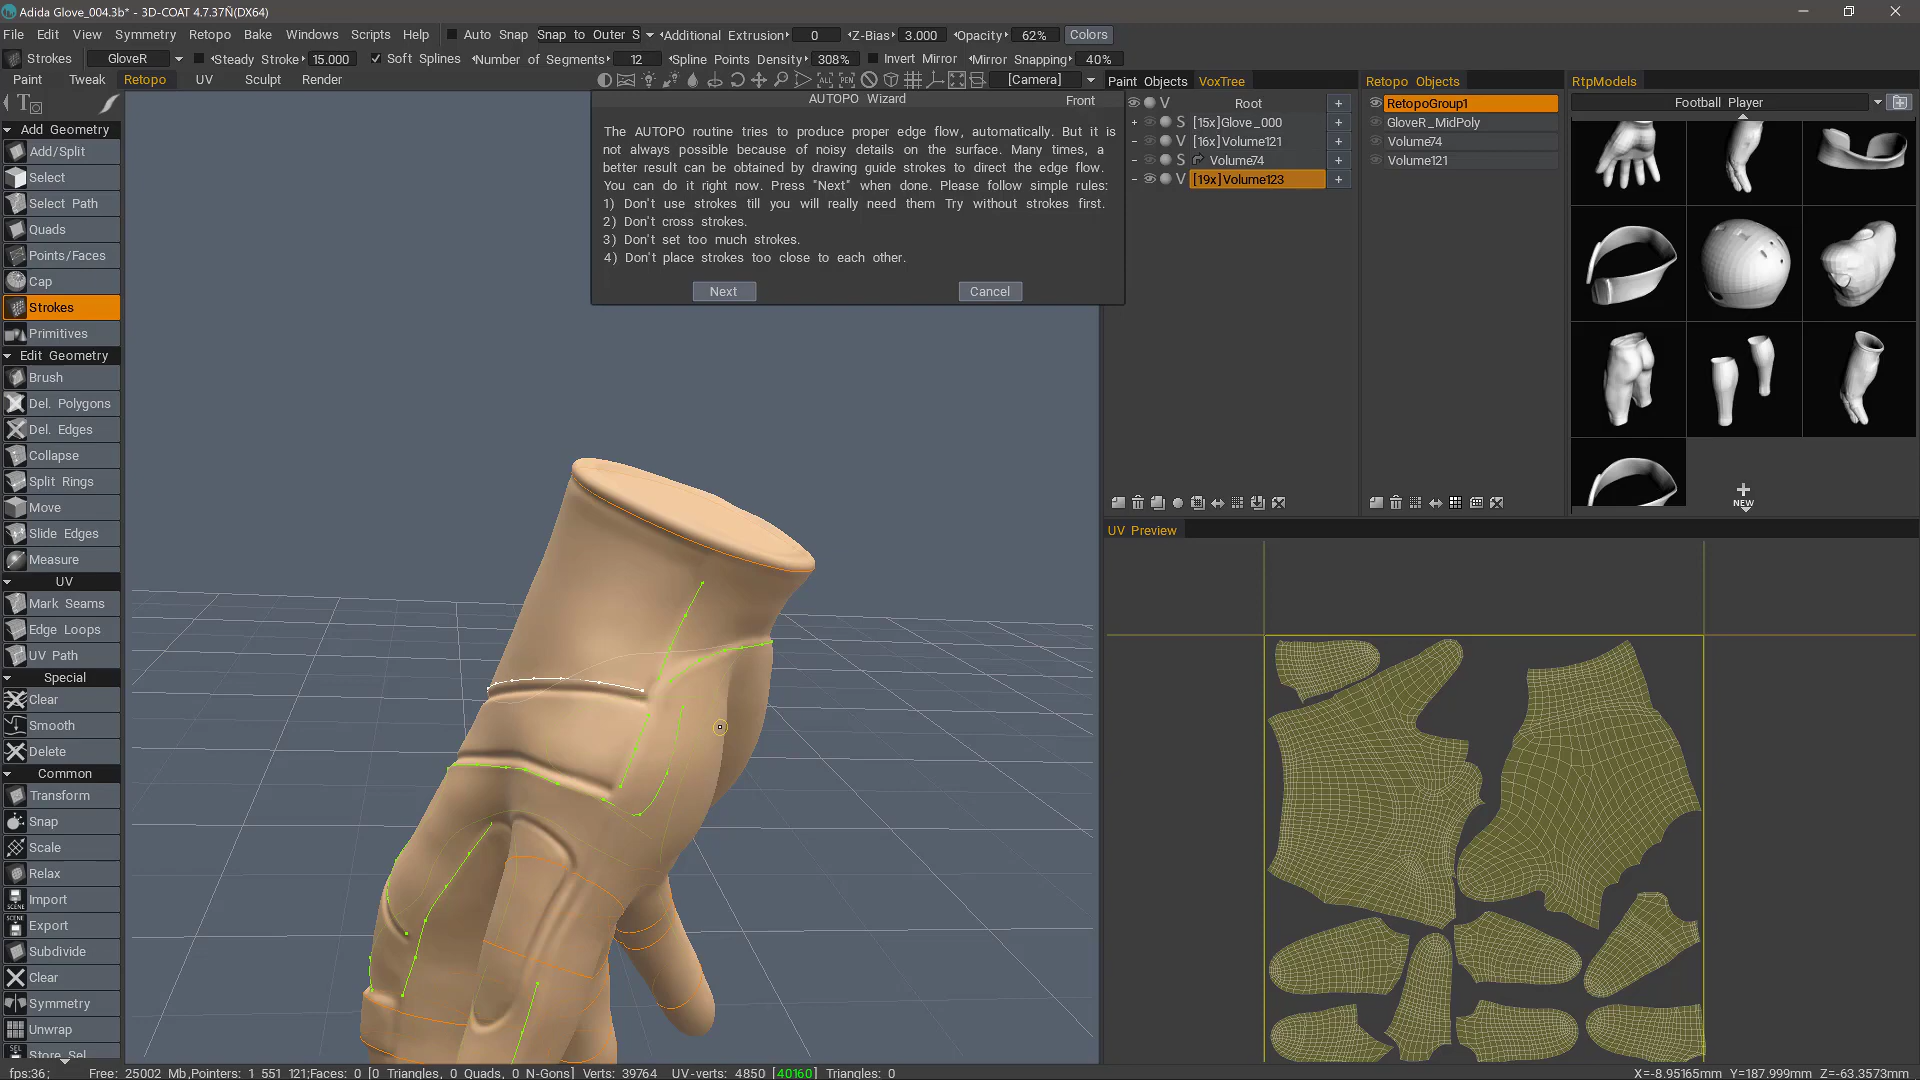 Adida Glove_004.3b* - 3D-COAT 4.7.37Ñ(DX64)
File Edit View Symmetry Retopo Bake Windows Scripts Help Auto Snap Snap to Outer S Additional Extrusion 0 Z-Bias 3.000 Opacity 62% Colors
Strokes GloveR Steady Stroke 15.000 Soft Splines Number of Segments 12 Spline Points Density 308% Invert Mirror Mirror Snapping 40%
Paint Tweak Retopo UV Sculpt Render [Camera] Paint Objects VoxTree Retopo Objects RtpModels
AUTOPO Wizard
Front
The AUTOPO routine tries to produce proper edge flow, automatically. But it is
not always possible because of noisy details on the surface. Many times, a
better result can be obtained by drawing guide strokes to direct the edge flow.
You can do it right now. Press "Next" when done. Please follow simple rules:
1) Don't use strokes till you will really need them Try without strokes first.
2) Don't cross strokes.
3) Don't set too much strokes.
4) Don't place strokes too close to each other.
Next
Cancel
Add Geometry
Add/Split
Select
Select Path
Quads
Points/Faces
Cap
Strokes
Primitives
Edit Geometry
Brush
Del. Polygons
Del. Edges
Collapse
Split Rings
Move
Slide Edges
Measure
UV
Mark Seams
Edge Loops
UV Path
Special
Clear
Smooth
Delete
Common
Transform
Snap
Scale
Relax
Import
Export
Subdivide
Clear
Symmetry
Unwrap
Store Sel
V Root +
+ S [15x]Glove_000 +
- V [16x]Volume121 +
- S Volume74 +
- V [19x]Volume123 +
RetopoGroup1
GloveR_MidPoly
Volume74
Volume121
Football Player
NEW
UV Preview
fps:36; Free: 25002 Mb,Pointers: 1 551 121;Faces: 0 [0 Triangles, 0 Quads, 0 N-Gons] Verts: 39764 UV-verts: 4850 [40160] Triangles: 0
X=-8.95165mm Y=187.999mm Z=-63.3573mm